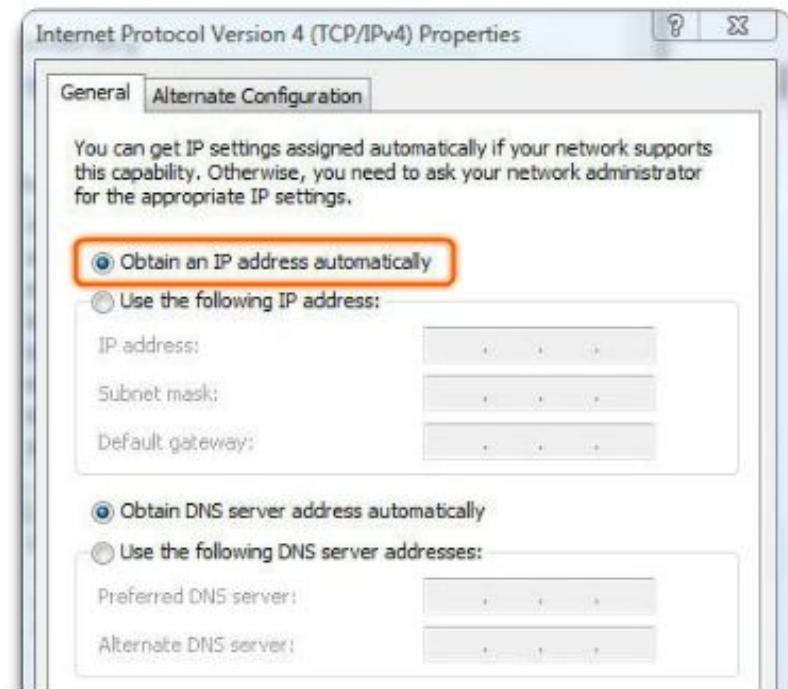 Internet Protocol Version 4 (TCP/IPv4) Properties
General
Alternate Configuration
You can get IP settings assigned automatically if your network supports
this capability. Otherwise, you need to ask your network administrator
for the appropriate IP settings.
Obtain an IP address automatically
Use the following IP address:
IP address:
Subnet mask:
Default gateway:
Obtain DNS server address automatically
Use the following DNS server addresses:
Preferred DNS server:
Alternate DNS server: